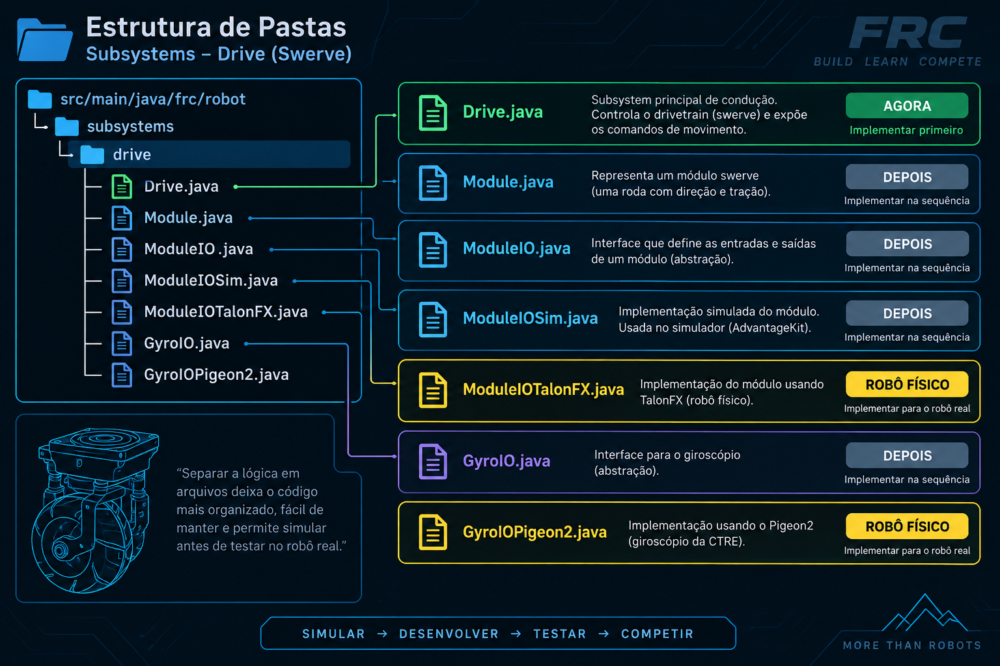 Estrutura de Pastas
Subsystems – Drive (Swerve)
FRC
BUILD LEARN COMPETE
src/main/java/frc/robot
subsystems
drive
Drive.java
Module.java
ModuleIO.java
ModuleIOSim.java
ModuleIOTalonFX.java
GyroIO.java
GyroIOPigeon2.java
“Separar a lógica em
arquivos deixa o código
mais organizado, fácil de
manter e permite simular
antes de testar no robô real.”
Drive.java
Subsystem principal de condução.
Controla o drivetrain (swerve) e expõe
os comandos de movimento.
AGORA
Implementar primeiro
Module.java
Representa um módulo swerve
(uma roda com direção e tração).
DEPOIS
Implementar na sequência
ModuleIO.java
Interface que define as entradas e saídas
de um módulo (abstração).
DEPOIS
Implementar na sequência
ModuleIOSim.java
Implementação simulada do módulo.
Usada no simulador (AdvantageKit).
DEPOIS
Implementar na sequência
ModuleIOTalonFX.java
Implementação do módulo usando
TalonFX (robô físico).
ROBÔ FÍSICO
Implementar para o robô real
GyroIO.java
Interface para o giroscópio
(abstração).
DEPOIS
Implementar na sequência
GyroIOPigeon2.java
Implementação usando o Pigeon2
(giroscópio da CTRE).
ROBÔ FÍSICO
Implementar para o robô real
SIMULAR → DESENVOLVER → TESTAR → COMPETIR
MORE THAN ROBOTS